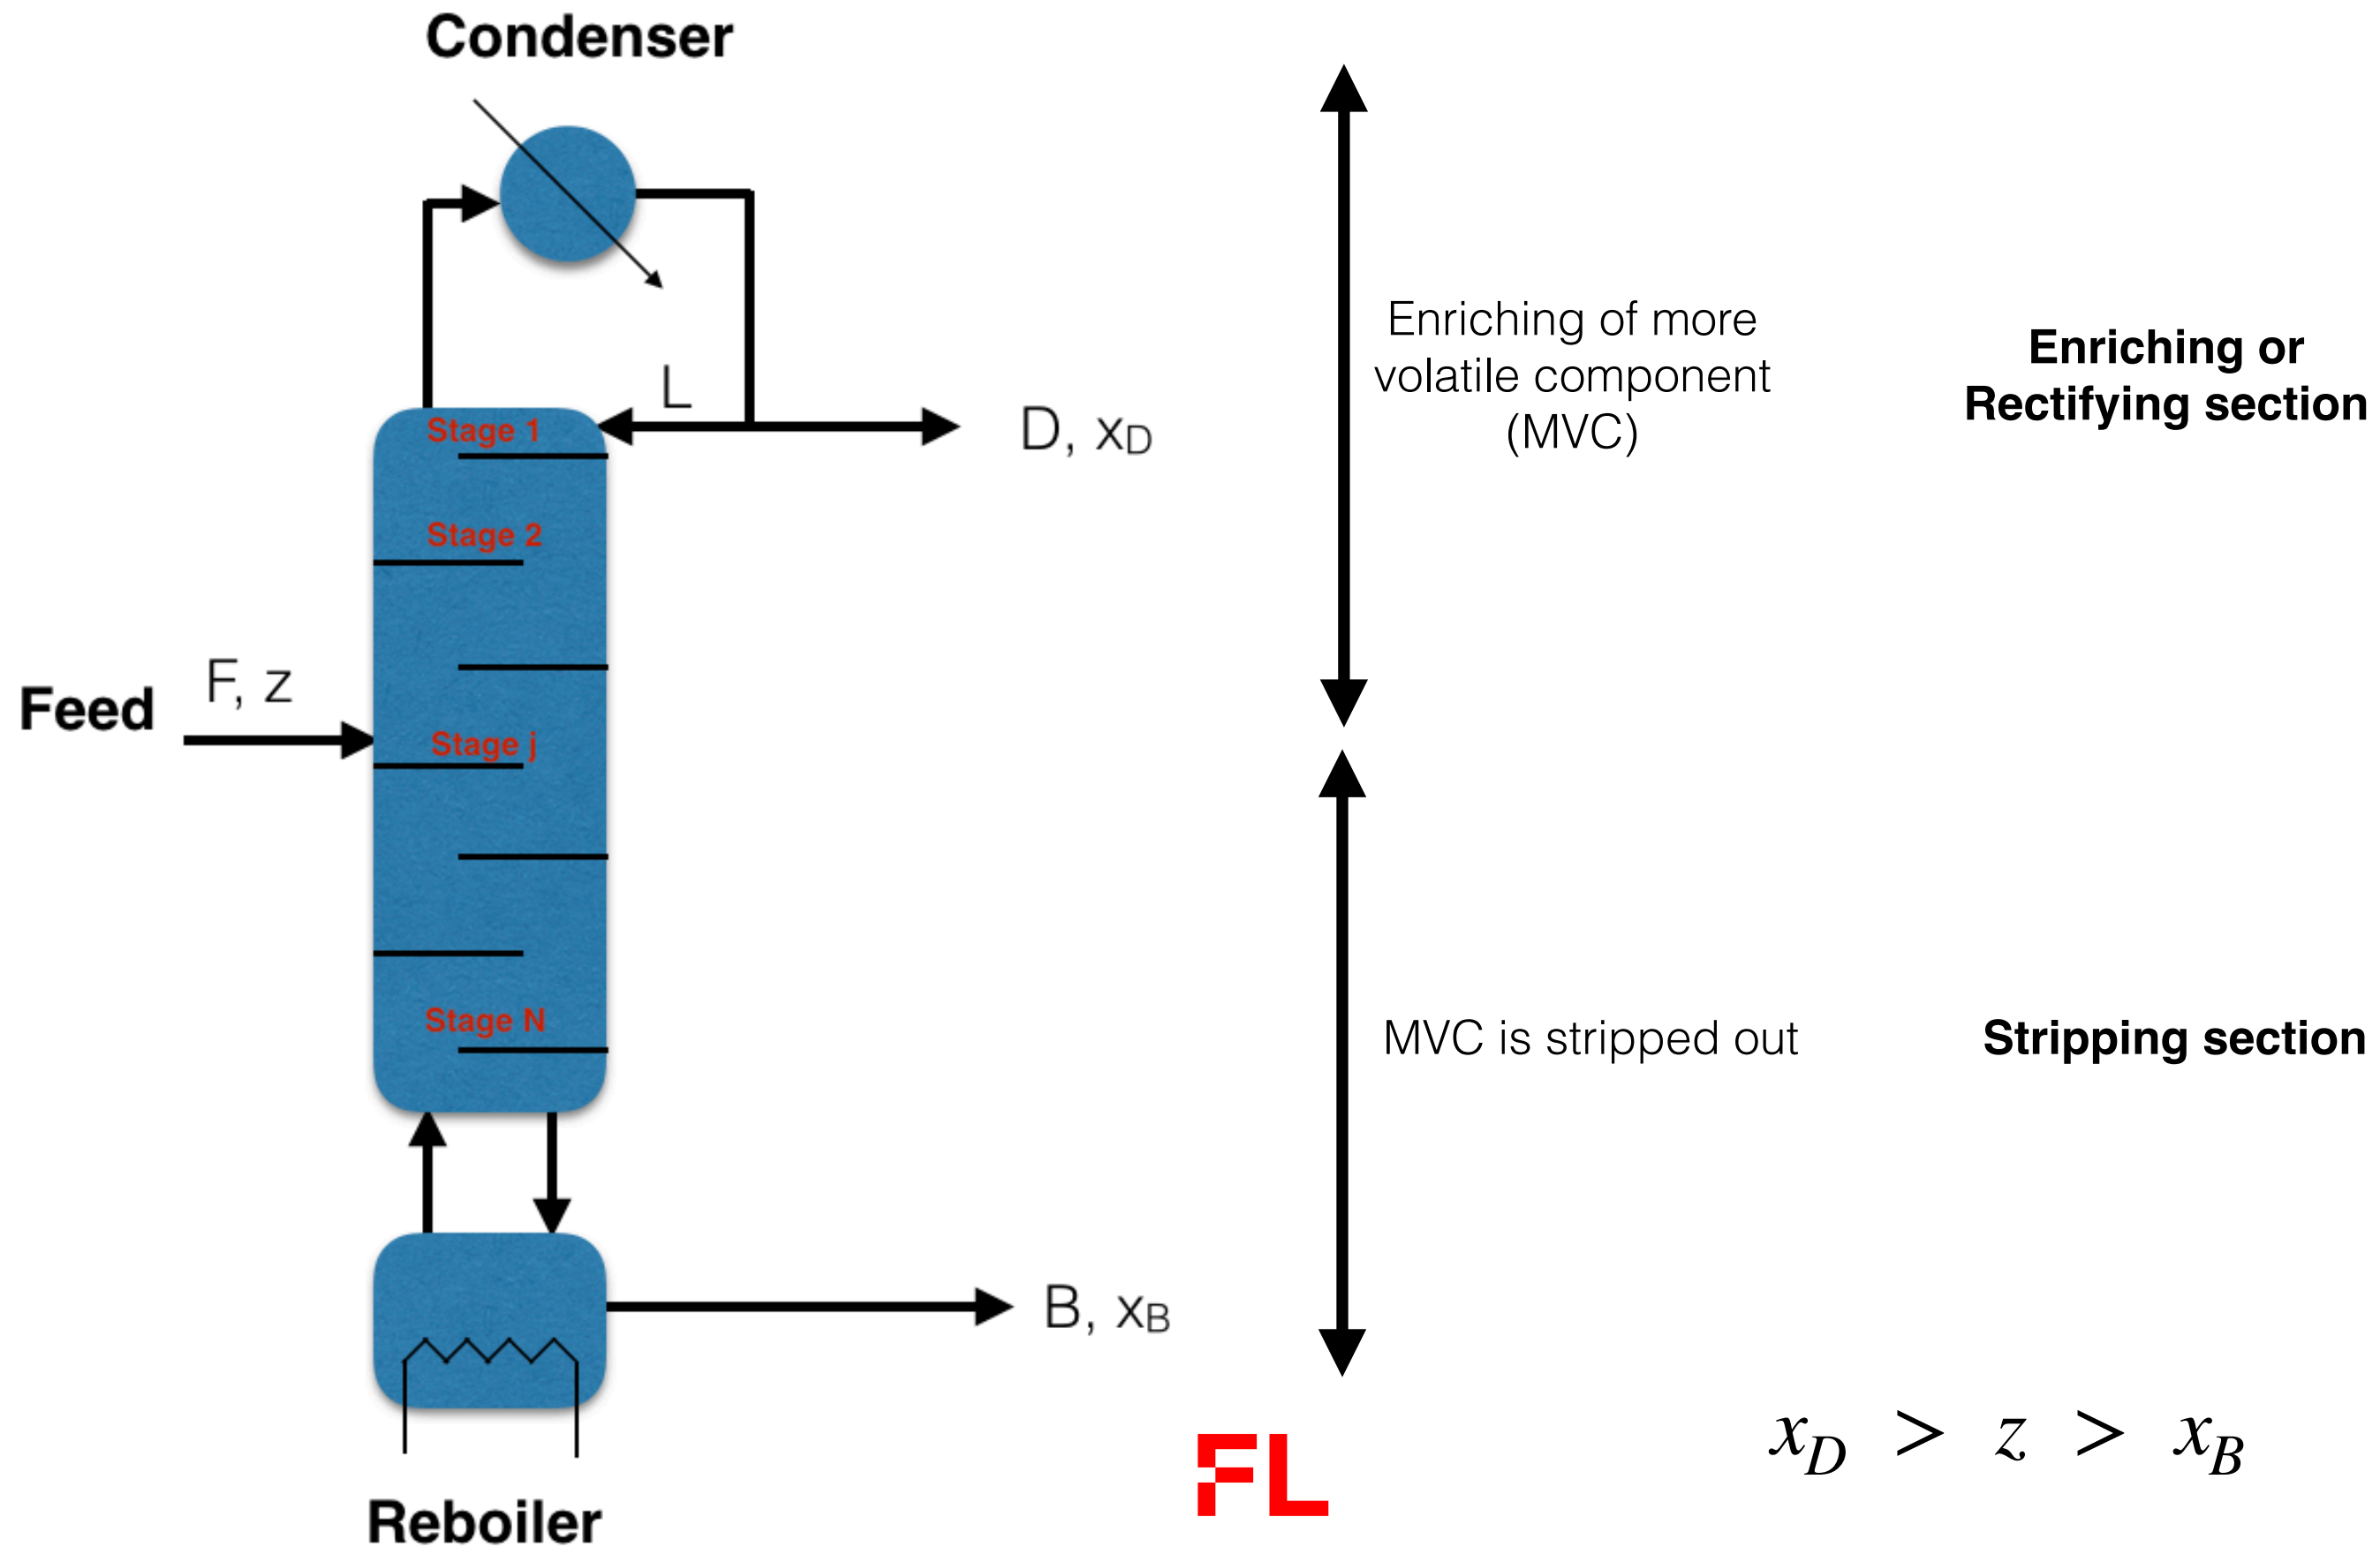 Condenser
L
D, xD
Stage 1
Stage 2
Feed
F, z
Stage j
Stage N
B, xB
Reboiler
Enriching of more
volatile component
(MVC)
Enriching or
Rectifying section
MVC is stripped out
Stripping section
FL
xD > z > xB